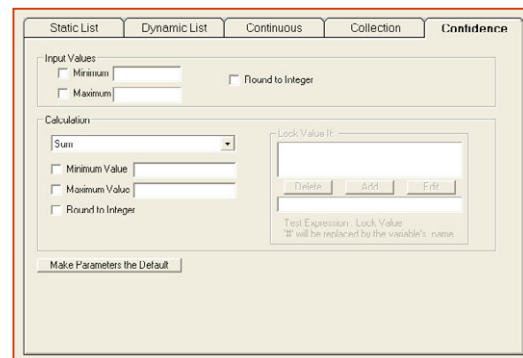 Static List
Dynamic List
Continuous
Collection
Confidence
Input Values
Minimum
Maximum
Round to Integer
Calculation
Sum
Minimum Value
Maximum Value
Round to Integer
Lock Value If:
Delete
Add
Edit
Test Expression : Lock Value
'#' will be replaced by the variable's name
Make Parameters the Default